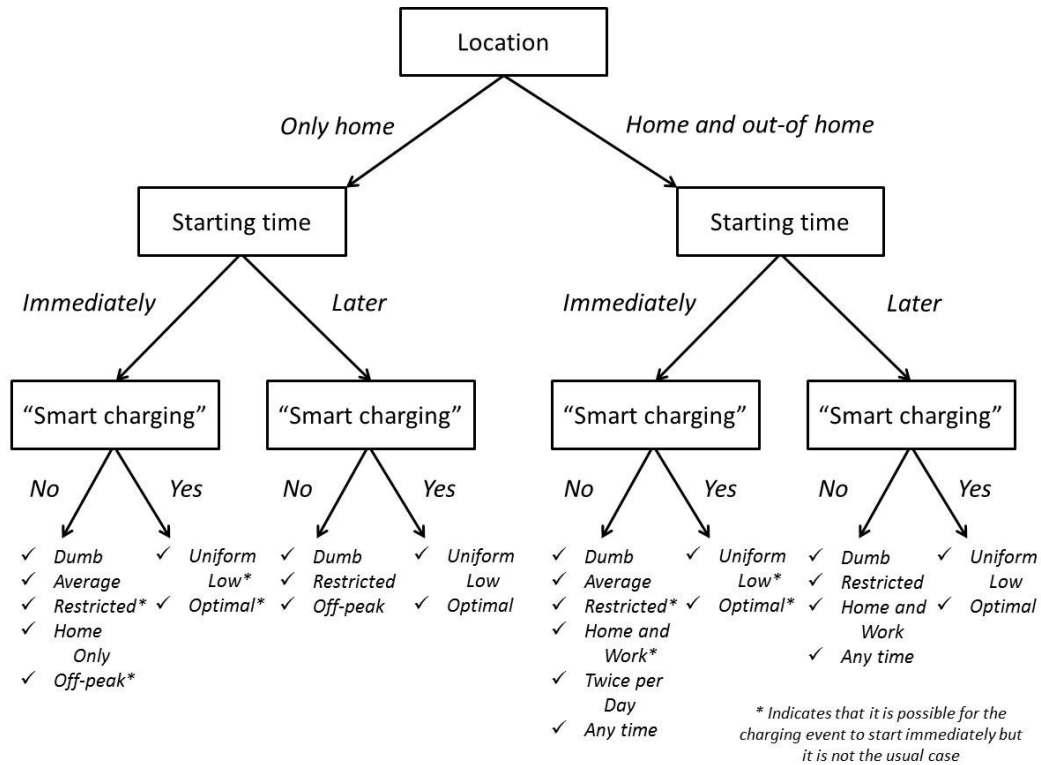 Location
Only home
Home and out-of home
Starting time
Starting time
Immediately
Later
Immediately
Later
“Smart charging”
“Smart charging”
“Smart charging”
“Smart charging”
No
Yes
No
Yes
No
Yes
No
Yes
✓ Dumb
✓ Average
✓ Restricted*
✓ Home
Only
✓ Off-peak*
✓ Uniform
Low*
✓ Optimal*
✓ Dumb
✓ Restricted
✓ Off-peak
✓ Uniform
Low
✓ Optimal
✓ Dumb
✓ Average
✓ Restricted*
✓ Home and
Work*
✓ Twice per
Day
✓ Any time
✓ Uniform
Low*
✓ Optimal*
✓ Dumb
✓ Restricted
✓ Home and
Work
✓ Any time
✓ Uniform
Low
✓ Optimal
* Indicates that it is possible for the
charging event to start immediately but
it is not the usual case